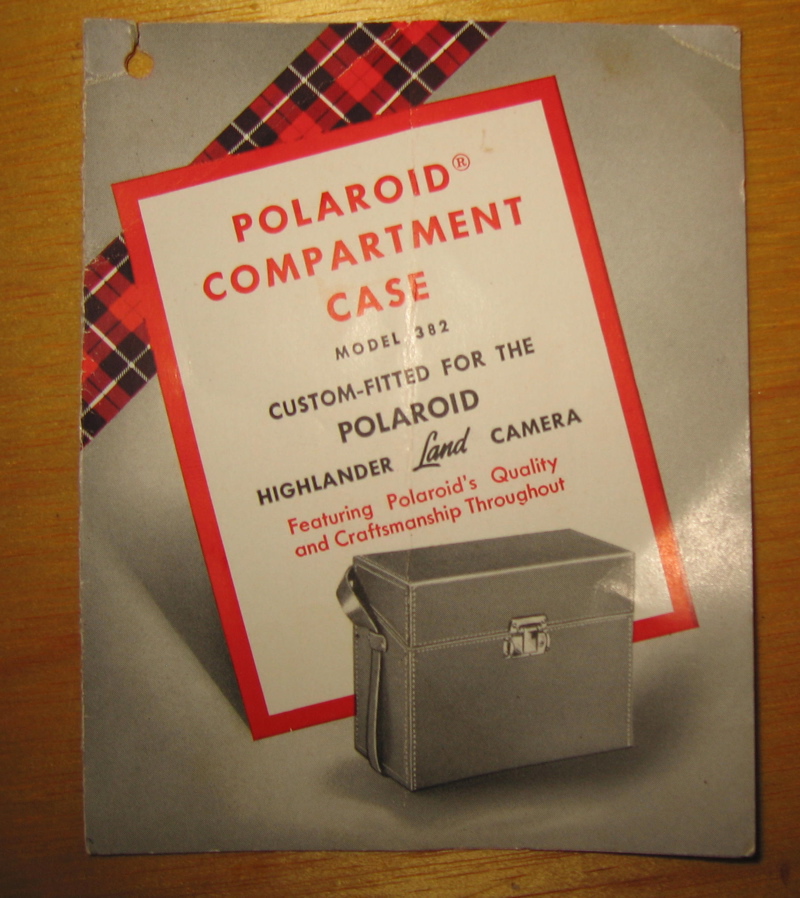 POLAROID®
COMPARTMENT
CASE
MODEL 382
CUSTOM-FITTED FOR THE
POLAROID
HIGHLANDER Land CAMERA
Featuring Polaroid's Quality
and Craftsmanship Throughout